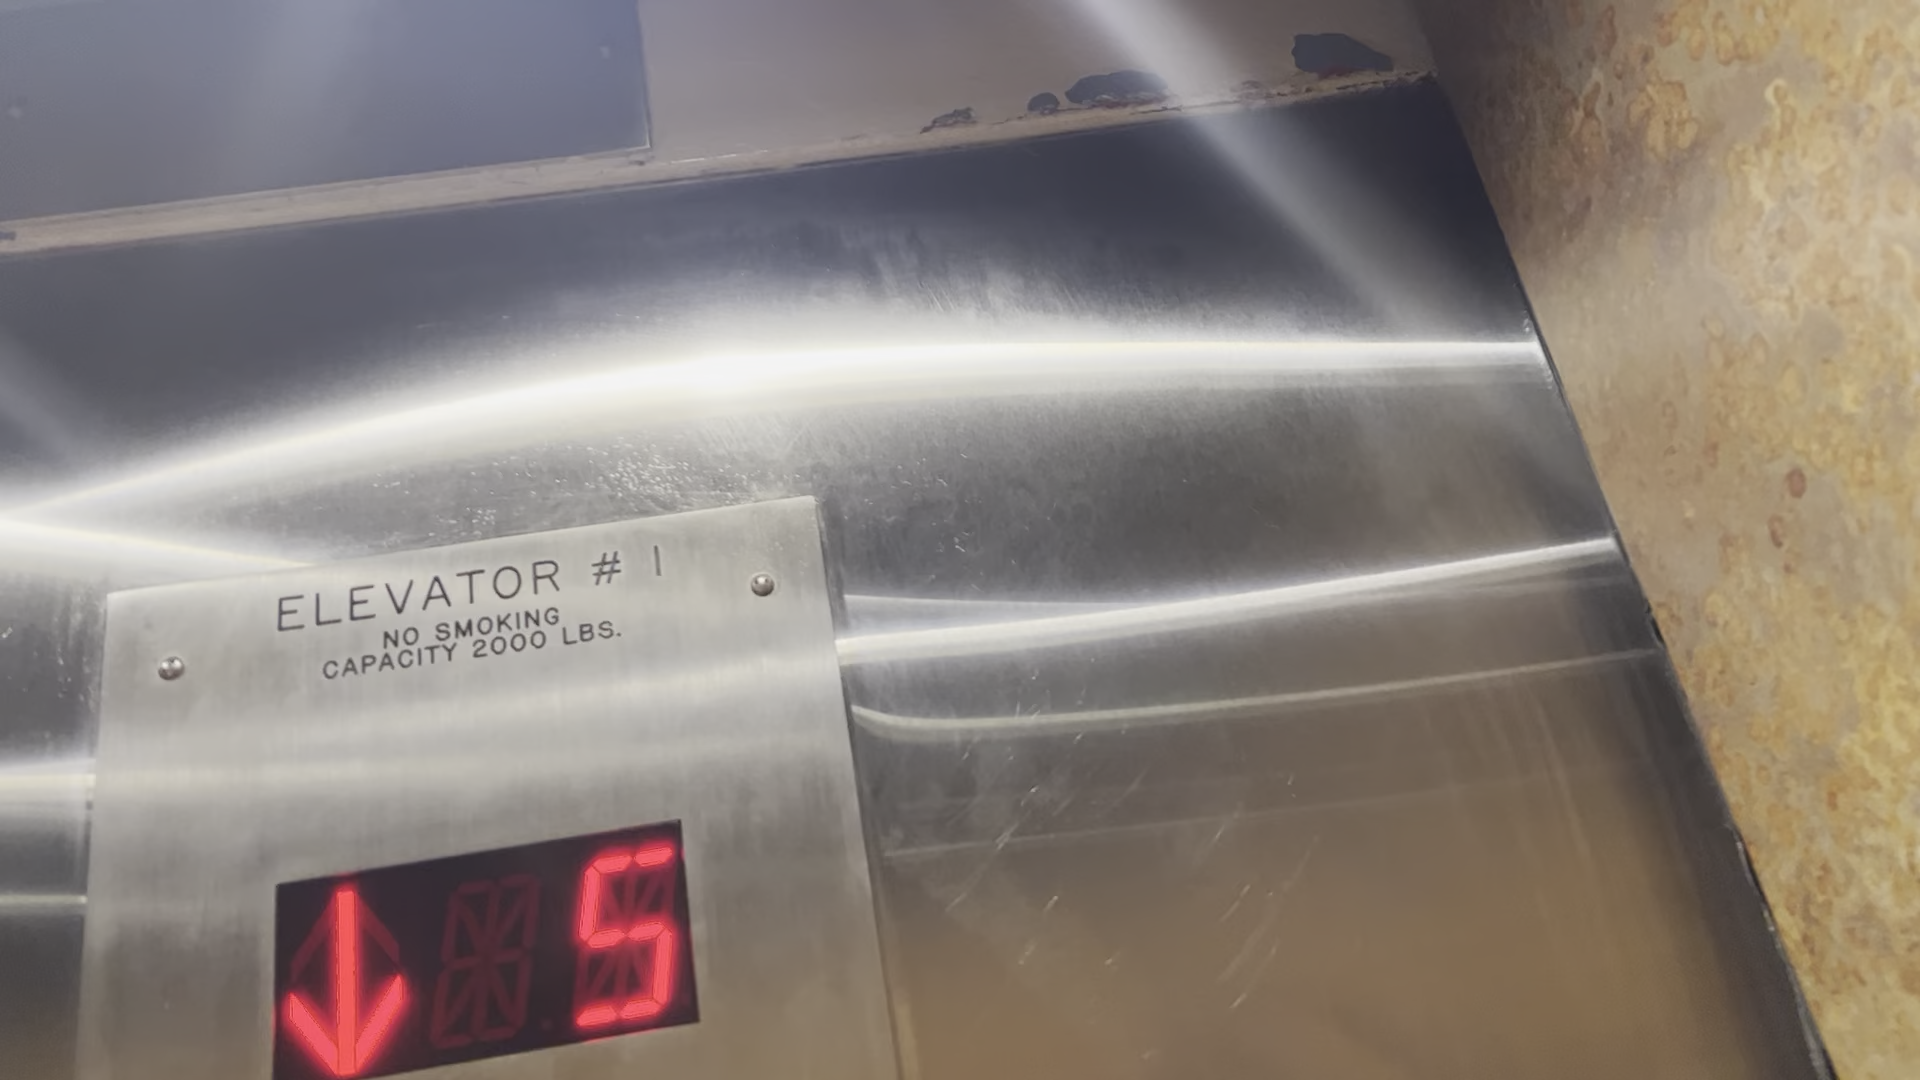 ELEVATOR # 1
NO SMOKING
CAPACITY 2000 LBS.
5